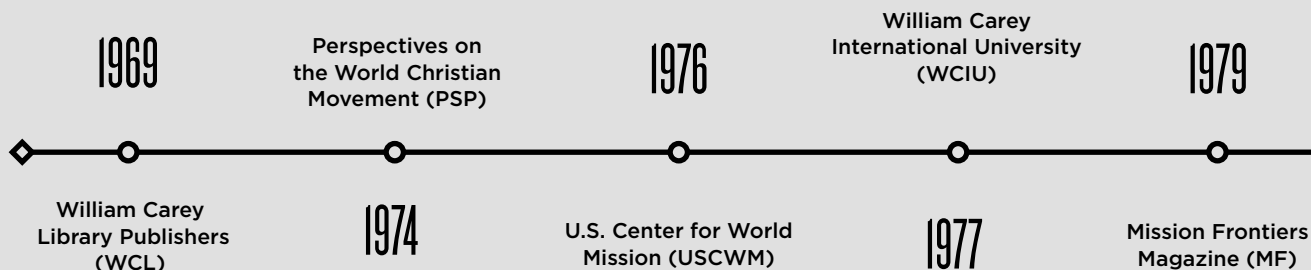 1969
William Carey
Library Publishers
(WCL)
Perspectives on
the World Christian
Movement (PSP)
1974
1976
U.S. Center for World
Mission (USCWM)
William Carey
International University
(WCIU)
1977
1979
Mission Frontiers
Magazine (MF)